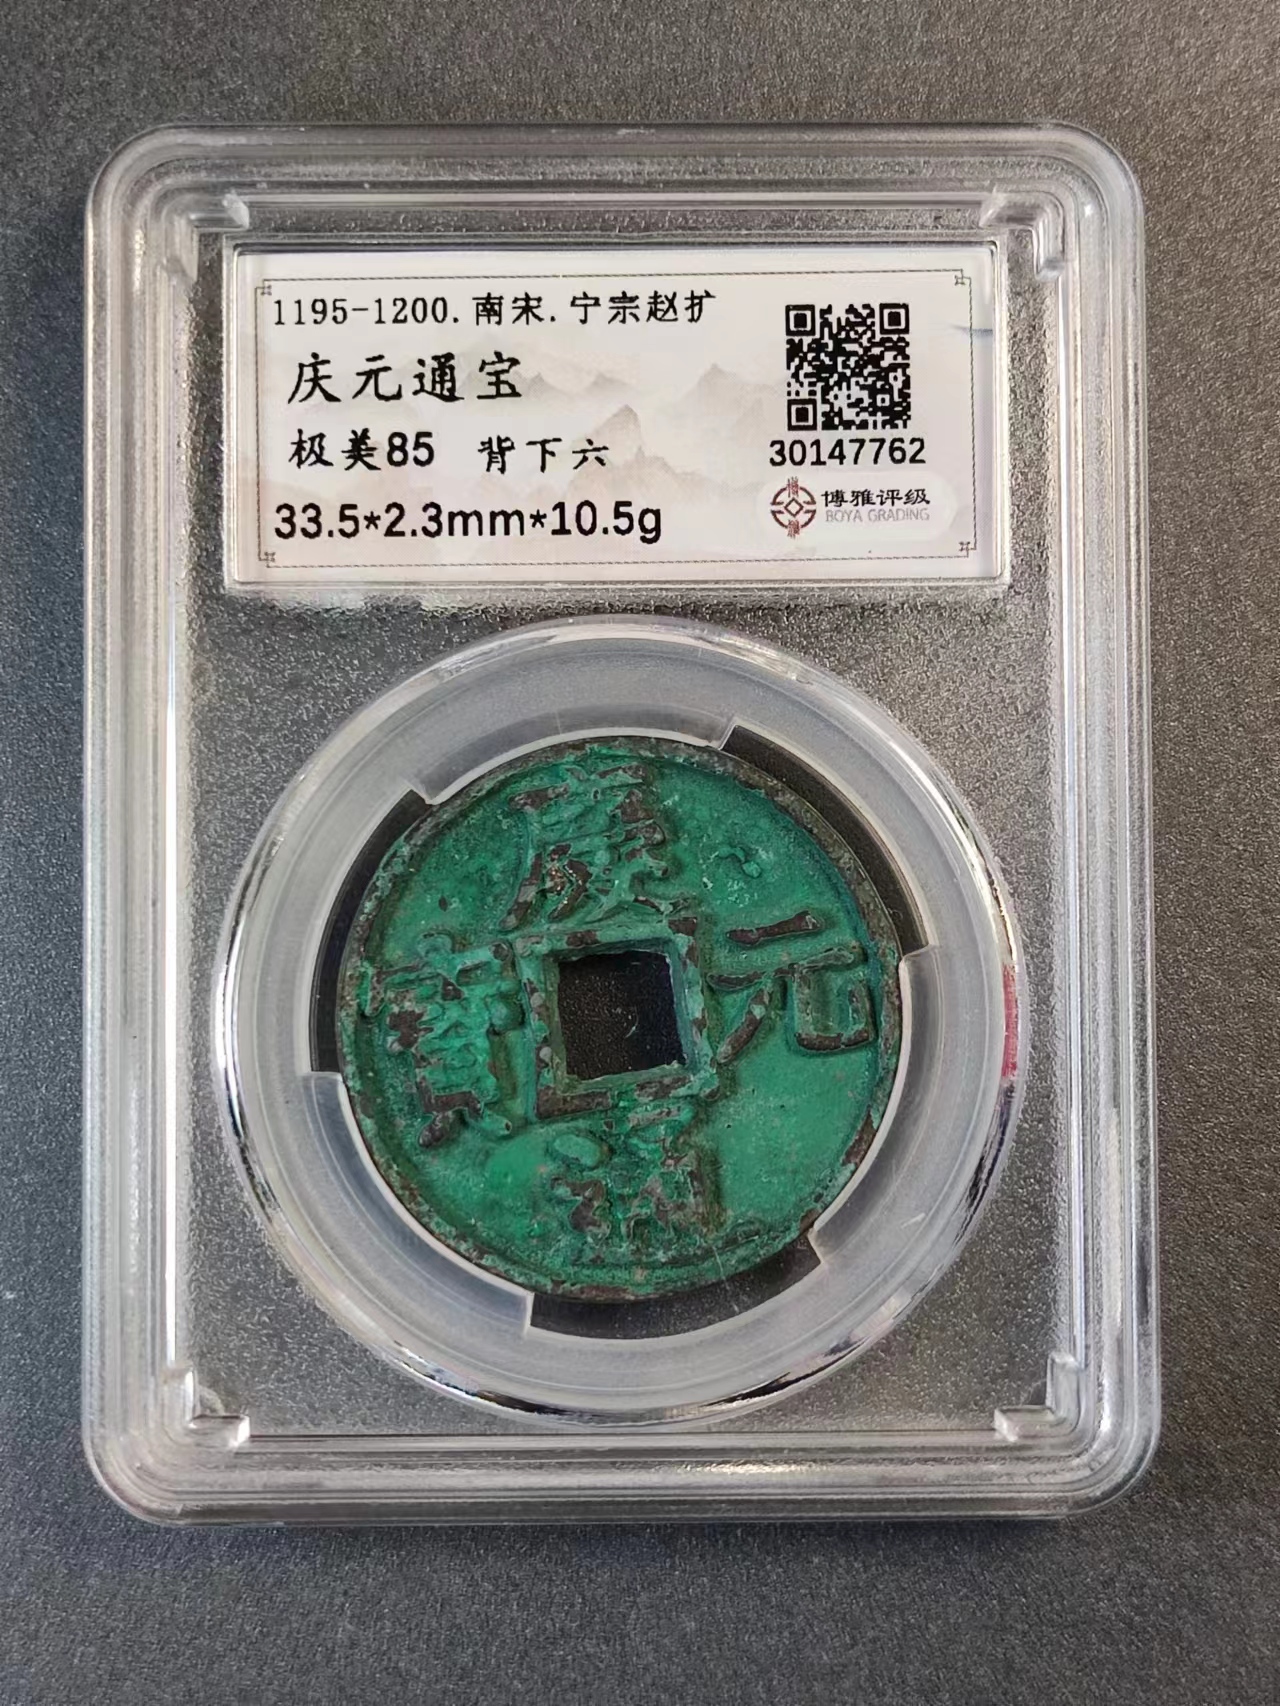 1195-1200.南宋.宁宗赵扩
庆元通宝
极美85 背下六
33.5*2.3mm*10.5g
30147762
博雅评级
BOYA GRADING
慶元通寶